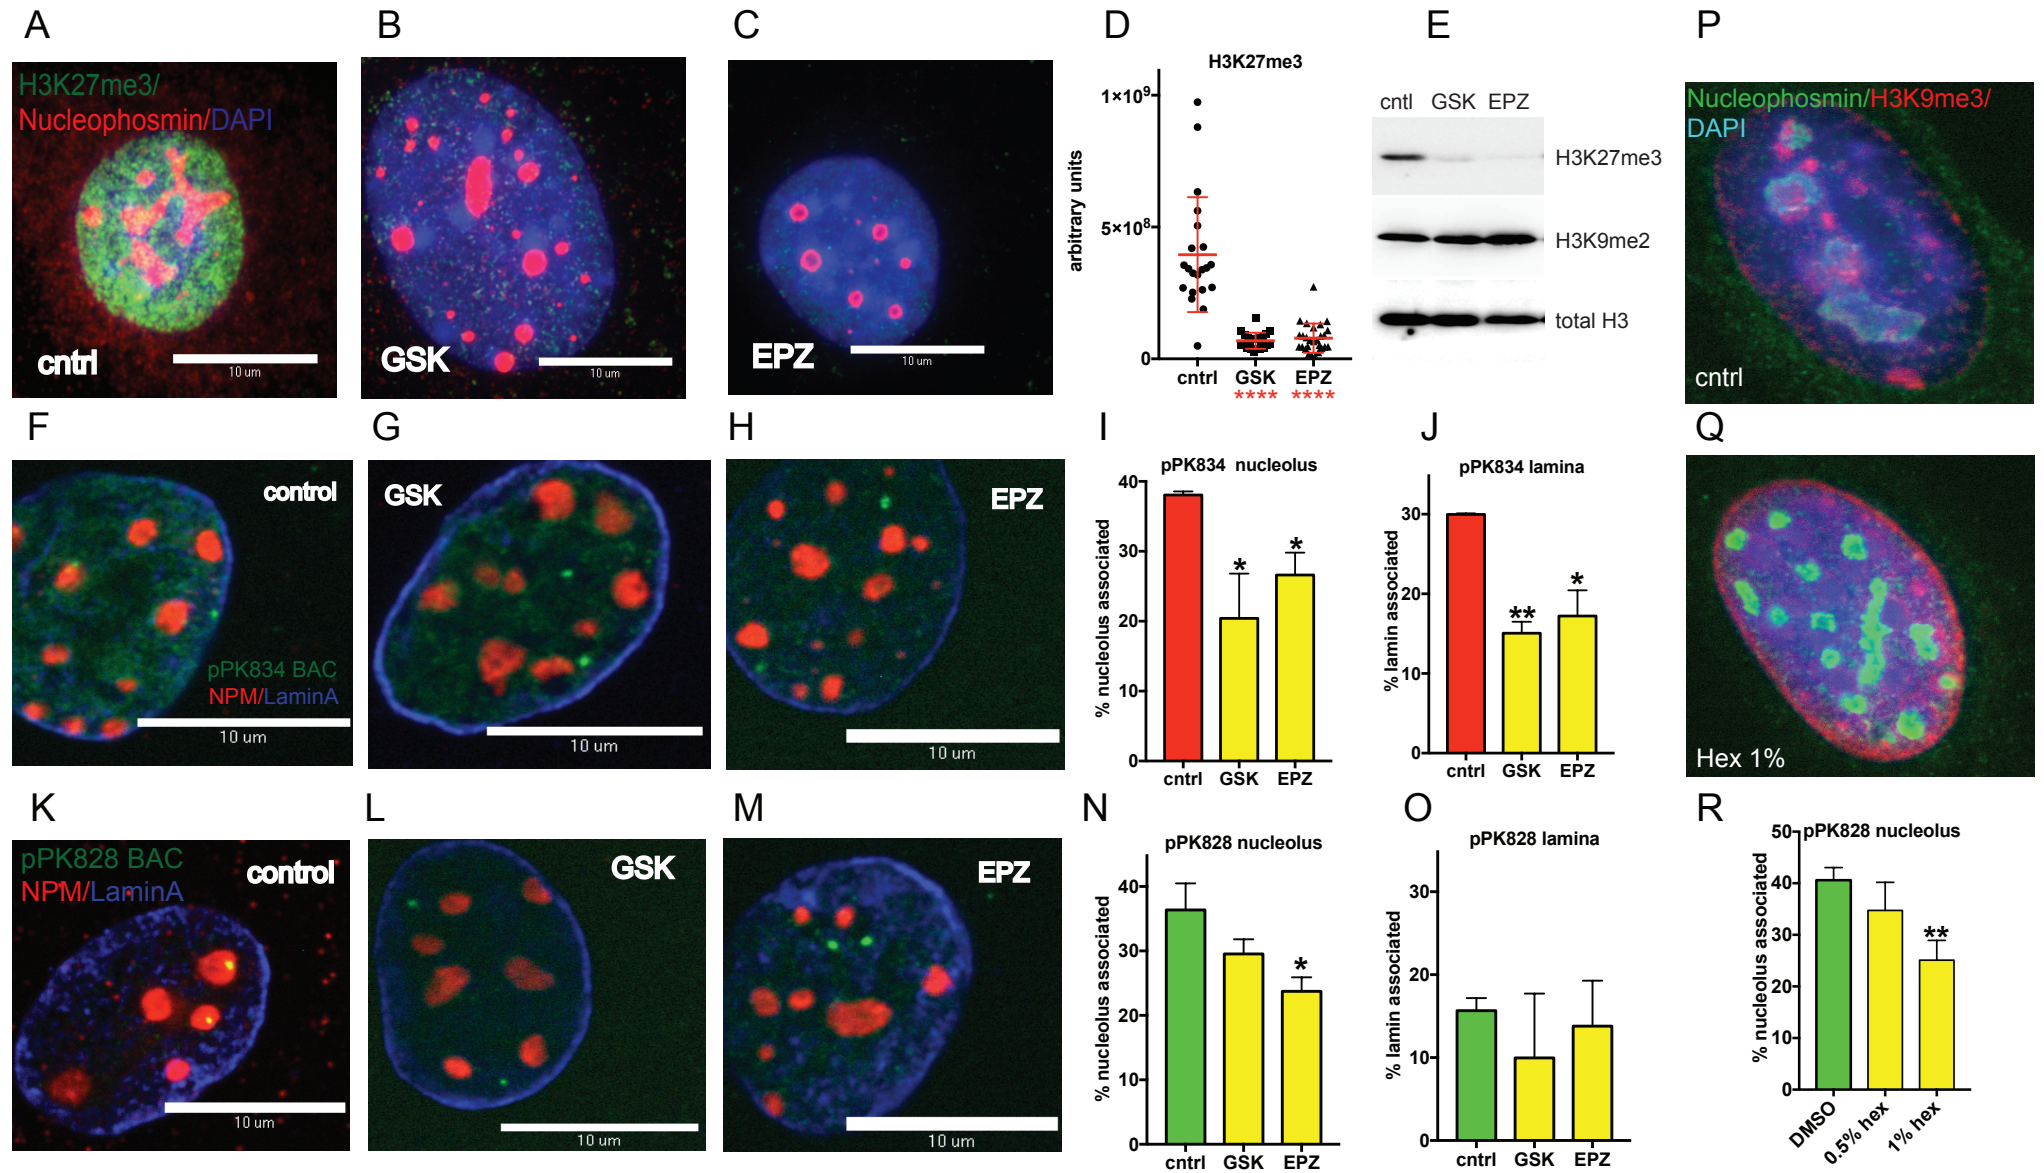 A
H3K27me3/
Nucleophosmin/DAPI
cntrl
10 um
B
GSK
10 um
C
EPZ
10 um
D
H3K27me3
arbitrary units
1×10⁹
5×10⁸
0
cntrl GSK EPZ
**** ****
E
cntl GSK EPZ
H3K27me3
H3K9me2
total H3
P
Nucleophosmin/H3K9me3/
DAPI
cntrl
F
control
pPK834 BAC
NPM/LaminA
10 um
G
GSK
10 um
H
EPZ
10 um
I
pPK834 nucleolus
% nucleolus associated
40
30
20
10
0
* *
cntrl GSK EPZ
J
pPK834 lamina
% lamin associated
30
20
10
0
** *
cntrl GSK EPZ
Q
Hex 1%
K
pPK828 BAC
NPM/LaminA
control
10 um
L
GSK
10 um
M
EPZ
10 um
N
pPK828 nucleolus
% nucleolus associated
40
30
20
10
0
*
cntrl GSK EPZ
O
pPK828 lamina
% lamin associated
30
20
10
0
cntrl GSK EPZ
R
pPK828 nucleolus
% nucleolus associated
50
40
30
20
10
0
**
DMSO 0.5% hex 1% hex